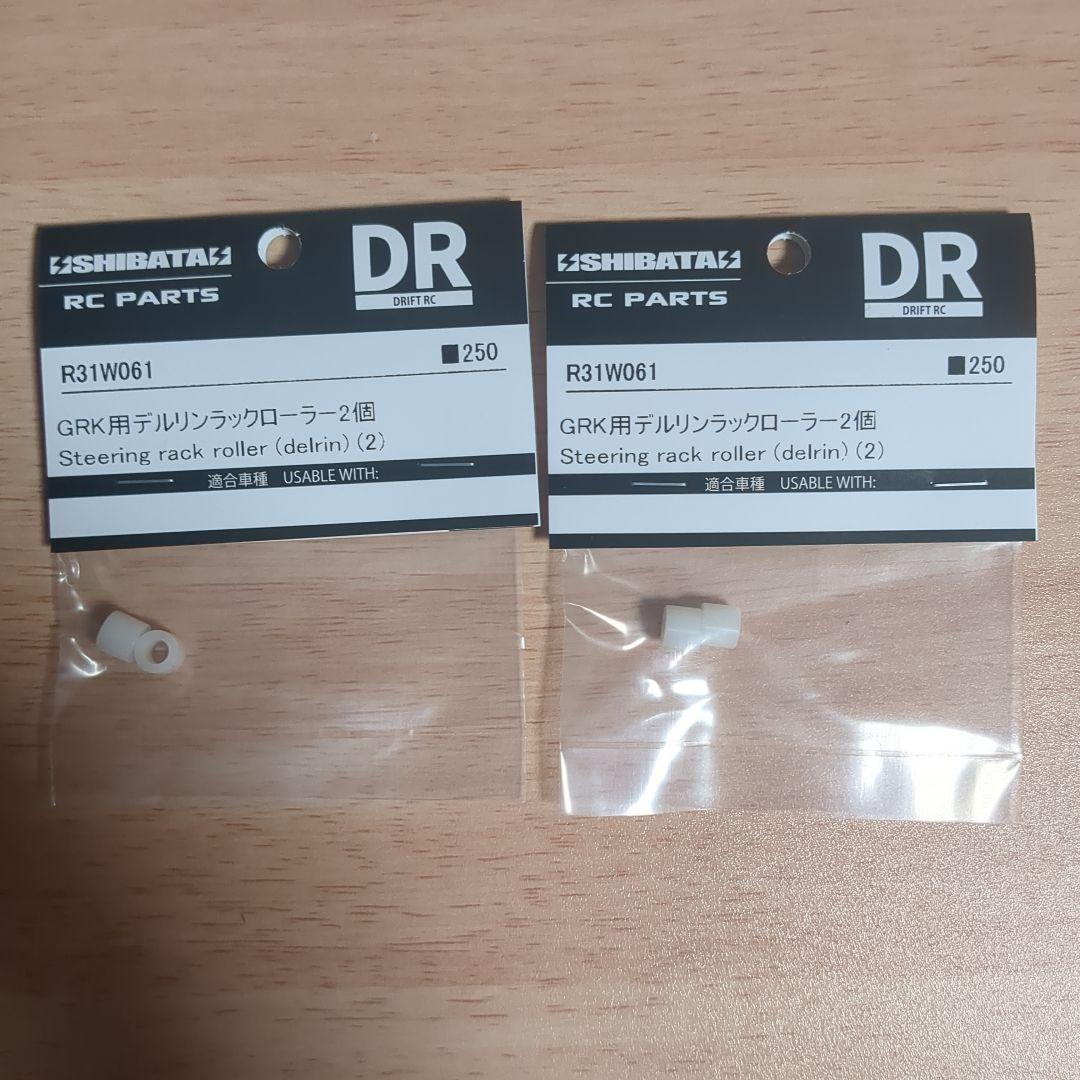 SHIBATA
RC PARTS
DR
DRIFT RC
R31W061
■250
GRK用デルリンラックローラー2個
Steering rack roller (delrin) (2)
適合車種 USABLE WITH:
SHIBATA
RC PARTS
DR
DRIFT RC
R31W061
■250
GRK用デルリンラックローラー2個
Steering rack roller (delrin) (2)
適合車種 USABLE WITH: